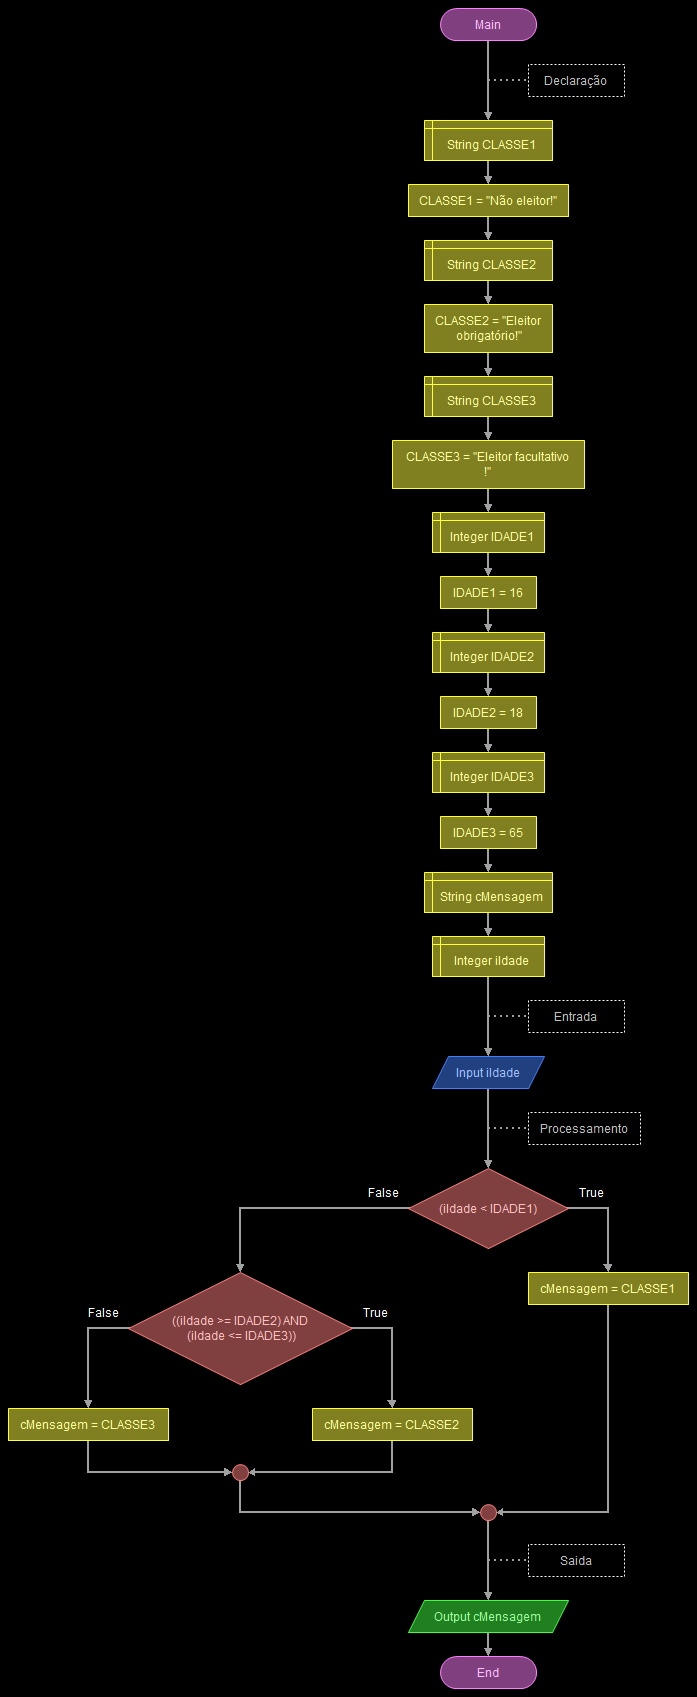 Main
Declaração
String CLASSE1
CLASSE1 = "Não eleitor!"
String CLASSE2
CLASSE2 = "Eleitor
obrigatório!"
String CLASSE3
CLASSE3 = "Eleitor facultativo
!"
Integer IDADE1
IDADE1 = 16
Integer IDADE2
IDADE2 = 18
Integer IDADE3
IDADE3 = 65
String cMensagem
Integer iIdade
Entrada
Input iIdade
Processamento
False
True
(iIdade < IDADE1)
cMensagem = CLASSE1
False
True
((iIdade >= IDADE2) AND
(iIdade <= IDADE3))
cMensagem = CLASSE3
cMensagem = CLASSE2
Saida
Output cMensagem
End